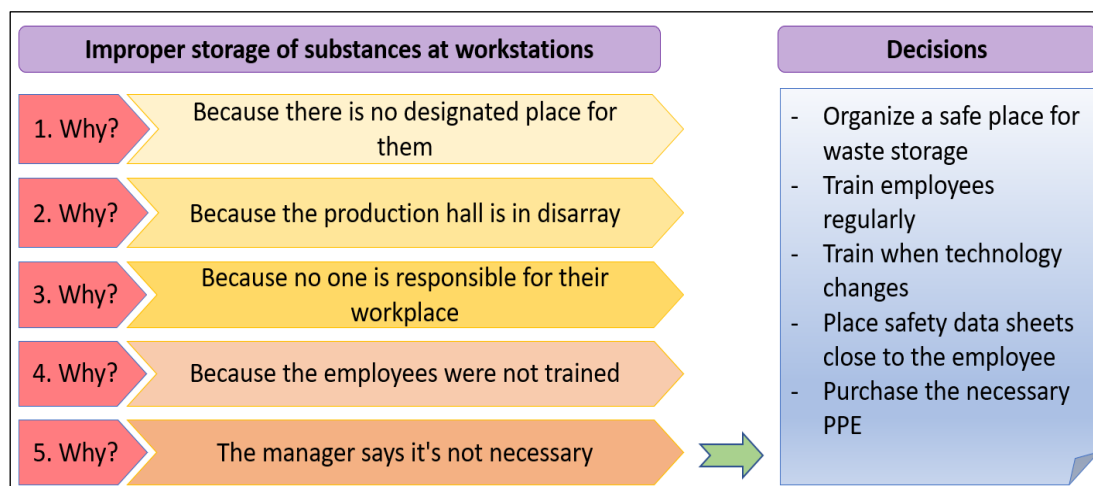 Improper storage of substances at workstations
1. Why?
Because there is no designated place for
them
2. Why?
Because the production hall is in disarray
3. Why?
Because no one is responsible for their
workplace
4. Why?
Because the employees were not trained
5. Why?
The manager says it's not necessary
Decisions
- Organize a safe place for
waste storage
- Train employees
regularly
- Train when technology
changes
- Place safety data sheets
close to the employee
- Purchase the necessary
PPE